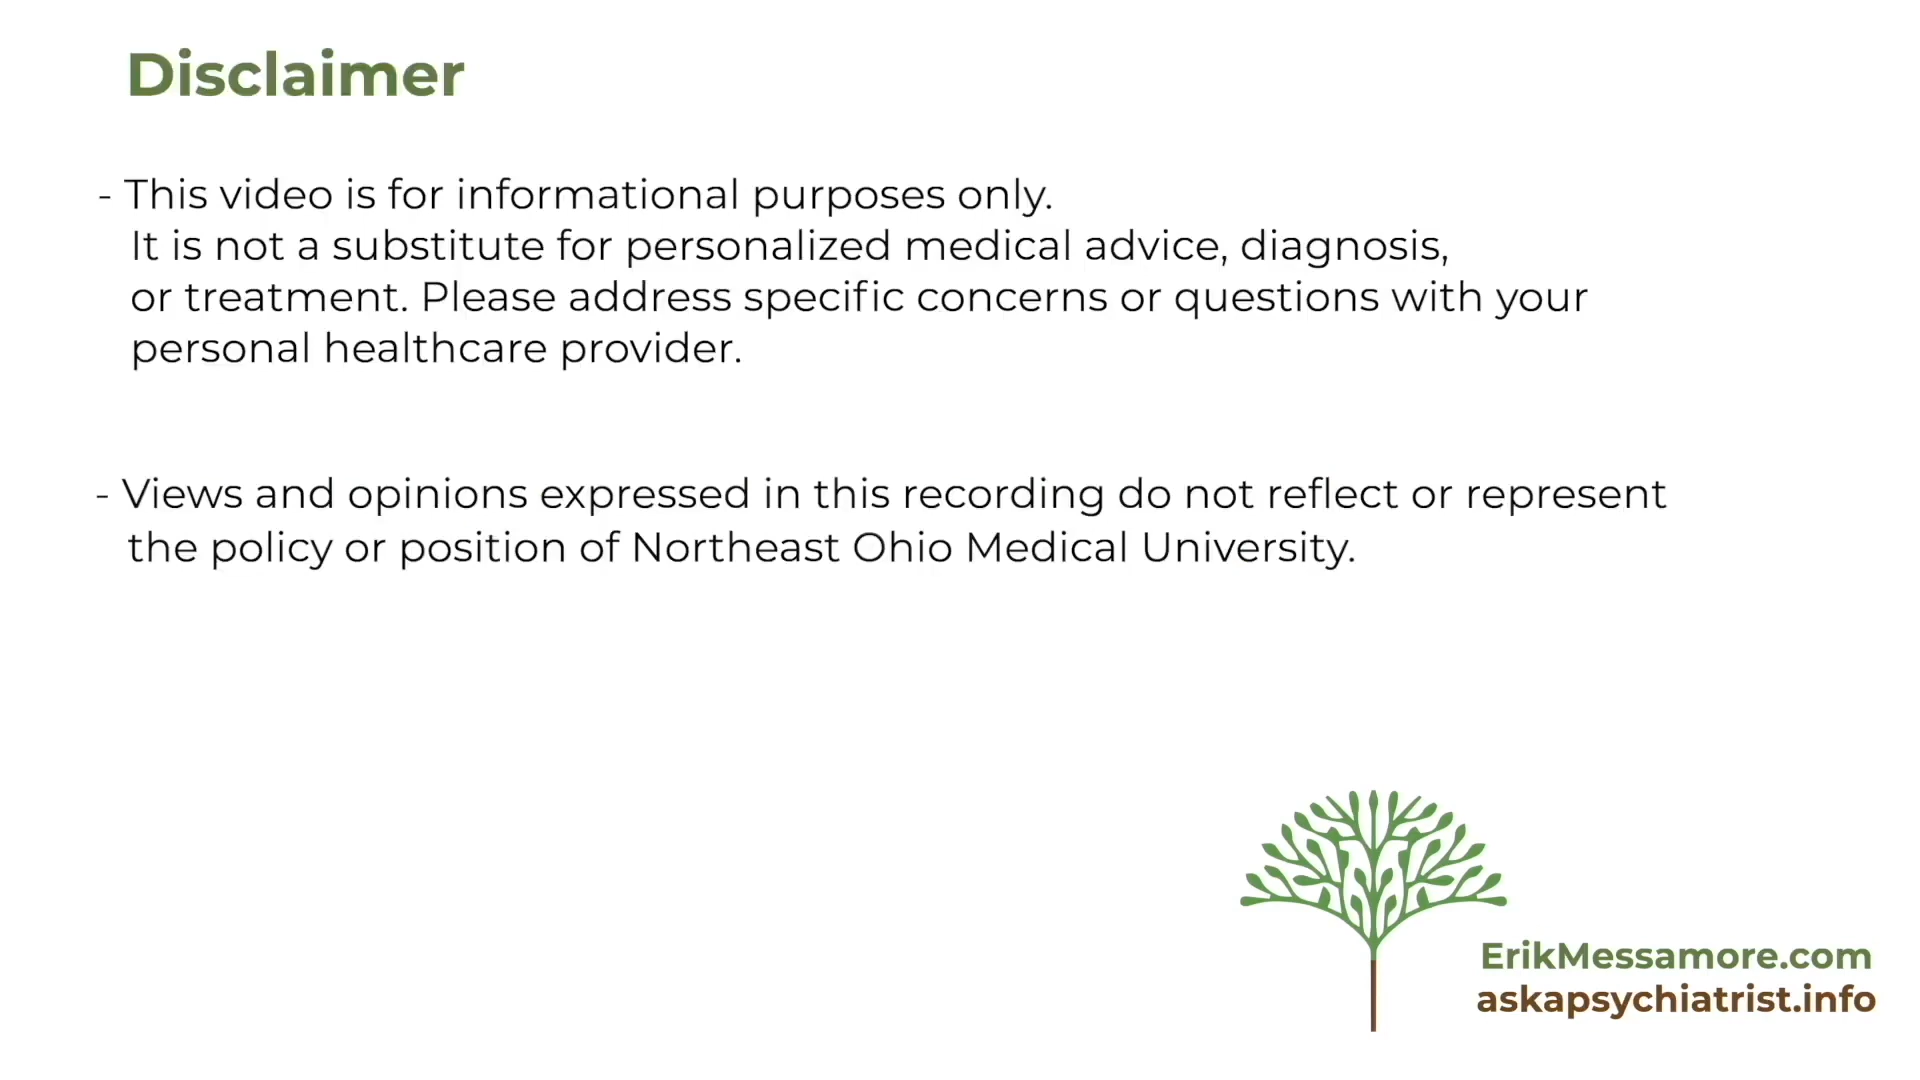 Disclaimer
- This video is for informational purposes only.
It is not a substitute for personalized medical advice, diagnosis,
or treatment. Please address specific concerns or questions with your
personal healthcare provider.
- Views and opinions expressed in this recording do not reflect or represent
the policy or position of Northeast Ohio Medical University.
ErikMessamore.com
askapsychiatrist.info